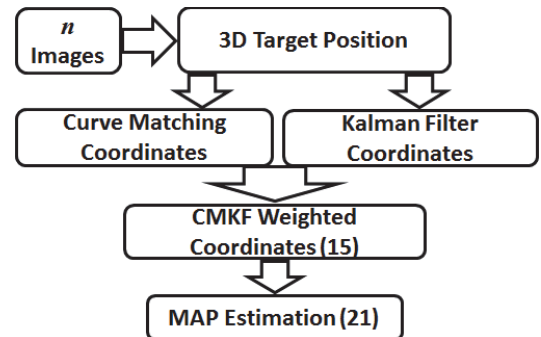 n
Images
3D Target Position
Curve Matching
Coordinates
Kalman Filter
Coordinates
CMKF Weighted
Coordinates (15)
MAP Estimation (21)